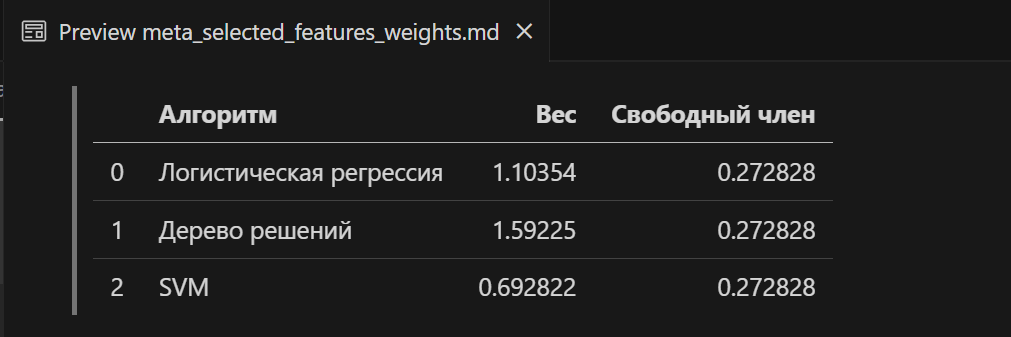 Preview meta_selected_features_weights.md
Алгоритм Вес Свободный член
0 Логистическая регрессия 1.10354 0.272828
1 Дерево решений 1.59225 0.272828
2 SVM 0.692822 0.272828